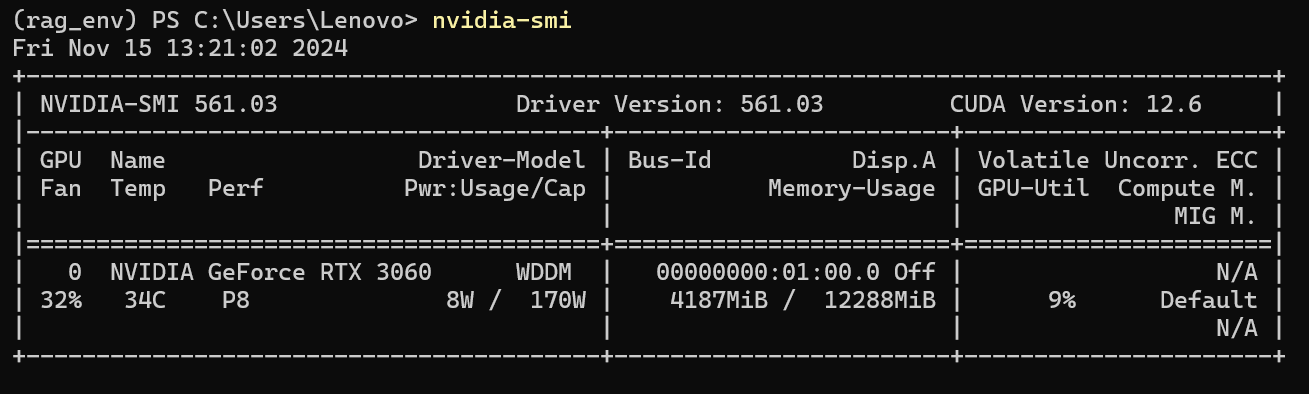 (rag_env) PS C:\Users\Lenovo> nvidia-smi
Fri Nov 15 13:21:02 2024
+-----------------------------------------------------------------------------------------+
| NVIDIA-SMI 561.03                 Driver Version: 561.03         CUDA Version: 12.6     |
|-----------------------------------------+------------------------+----------------------+
| GPU  Name                  Driver-Model | Bus-Id          Disp.A | Volatile Uncorr. ECC |
| Fan  Temp   Perf          Pwr:Usage/Cap |           Memory-Usage | GPU-Util  Compute M. |
|                                         |                        |               MIG M. |
|=========================================+========================+======================|
|   0  NVIDIA GeForce RTX 3060      WDDM  |   00000000:01:00.0 Off |                  N/A |
| 32%   34C    P8              8W /  170W |    4187MiB /  12288MiB |      9%      Default |
|                                         |                        |                  N/A |
+-----------------------------------------+------------------------+----------------------+